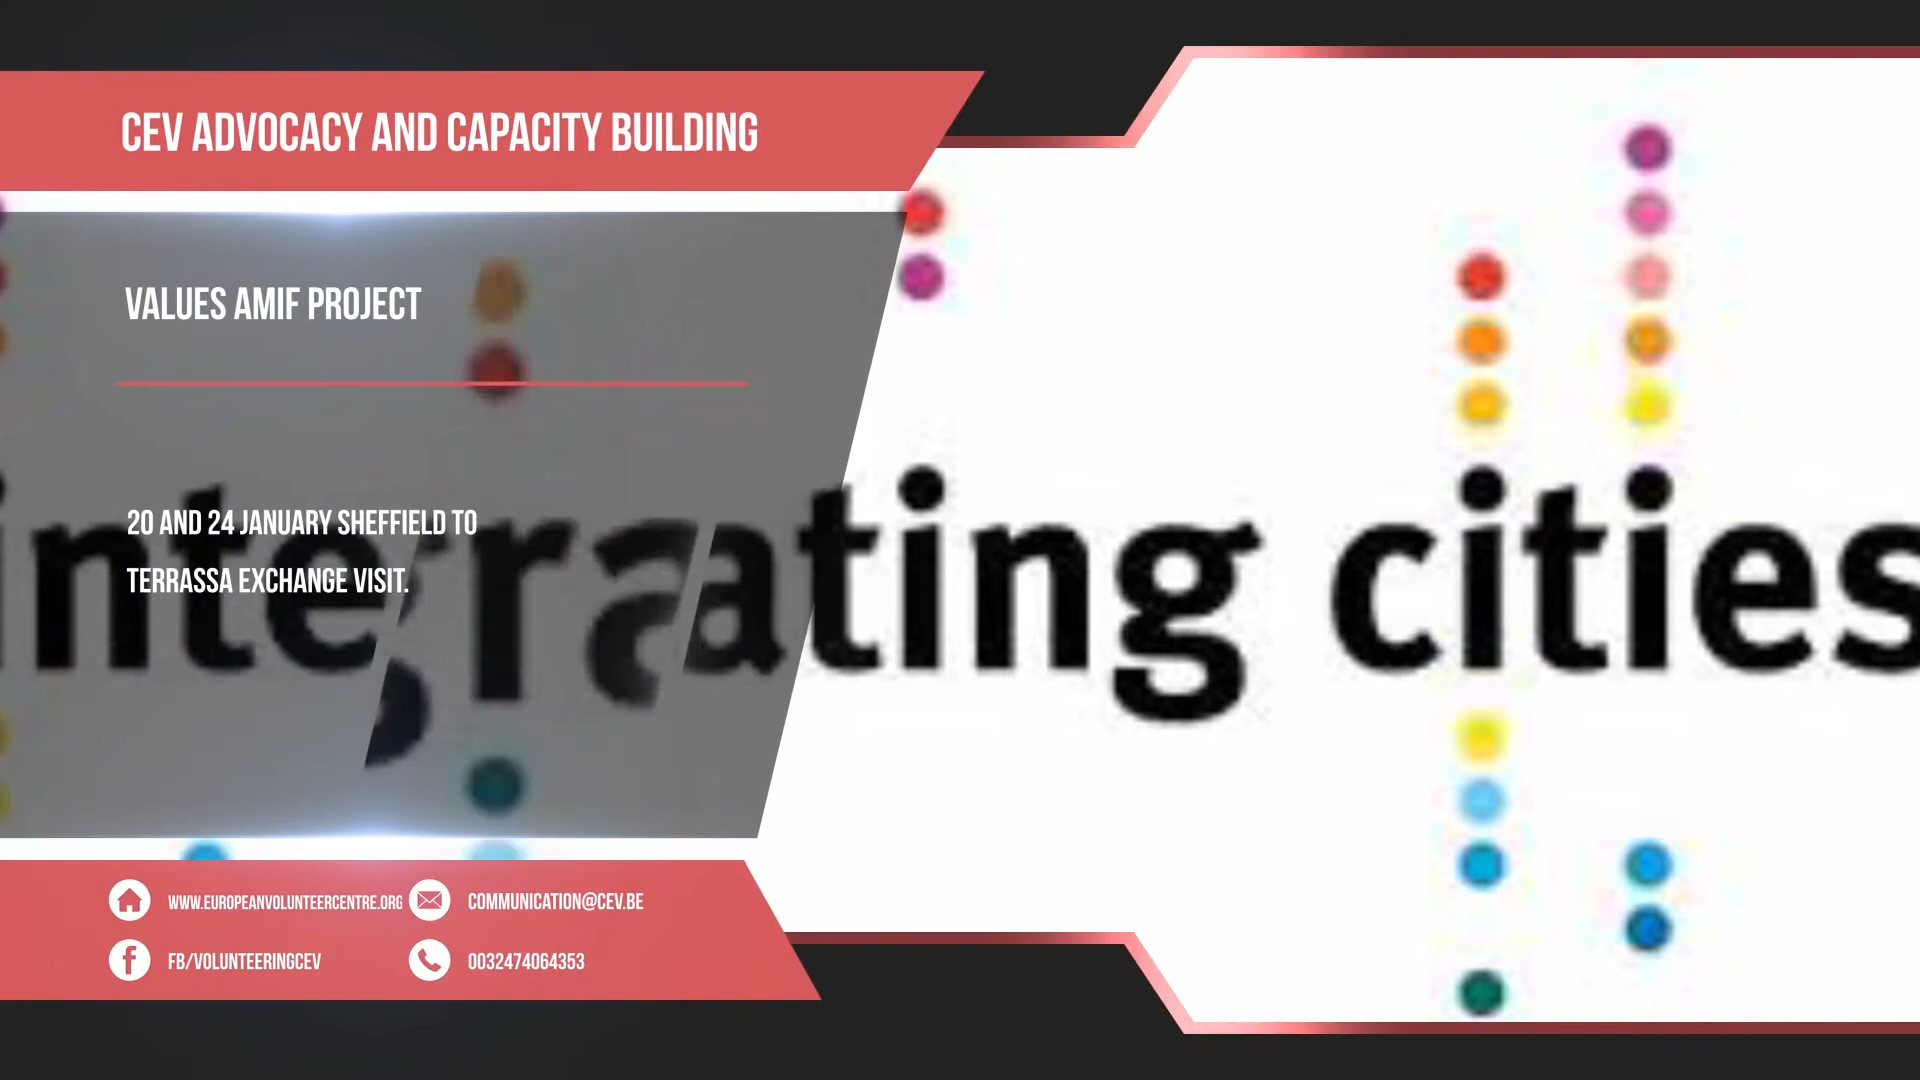 CEV ADVOCACY AND CAPACITY BUILDING
VALUES AMIF PROJECT
20 AND 24 JANUARY SHEFFIELD TO
TERRASSA EXCHANGE VISIT.
integrating cities
WWW.EUROPEANVOLUNTEERCENTRE.ORG
COMMUNICATION@CEV.BE
FB/VOLUNTEERINGCEV
0032474064353